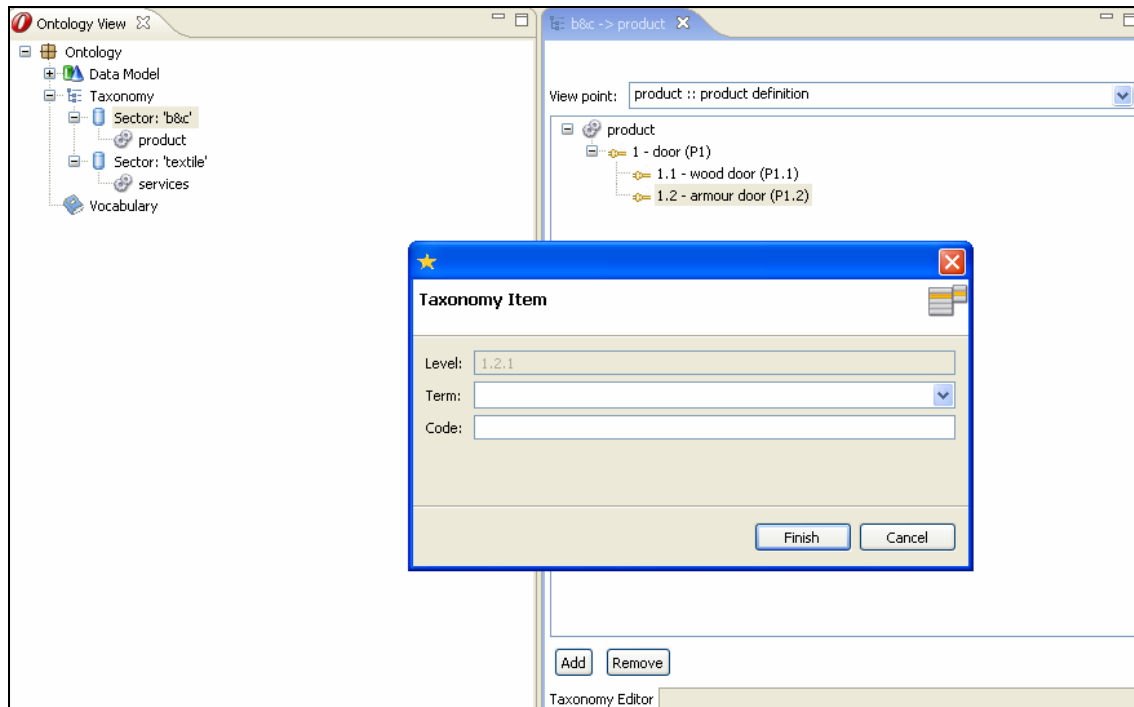 Ontology View
Ontology
Data Model
Taxonomy
Sector: 'b&c'
product
Sector: 'textile'
services
Vocabulary
b&c -> product
View point: product :: product definition
product
1 - door (P1)
1.1 - wood door (P1.1)
1.2 - armour door (P1.2)
Taxonomy Item
Level: 1.2.1
Term:
Code:
Finish Cancel
Add Remove
Taxonomy Editor